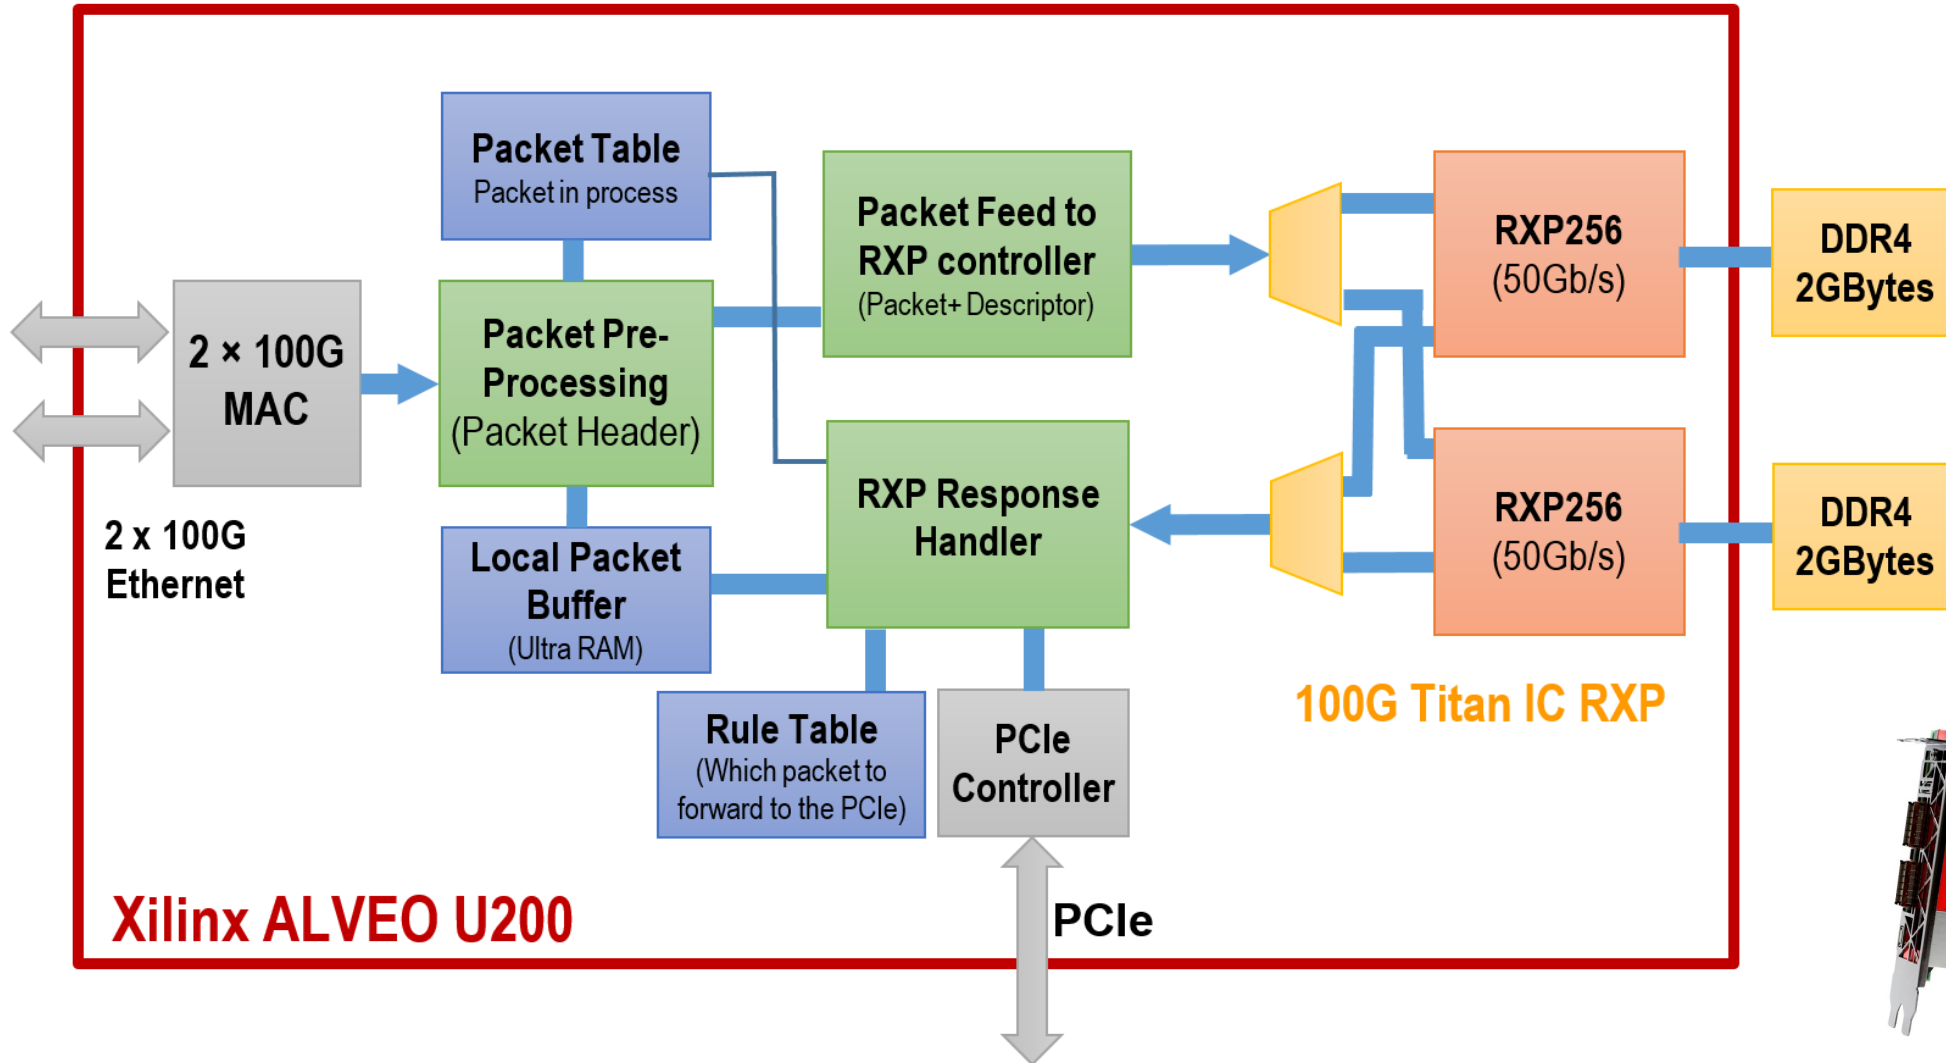 Packet Table
Packet in process
Packet Feed to
RXP controller
(Packet+ Descriptor)
RXP256
(50Gb/s)
DDR4
2GBytes
2 × 100G
MAC
Packet Pre-
Processing
(Packet Header)
RXP Response
Handler
RXP256
(50Gb/s)
DDR4
2GBytes
2 x 100G
Ethernet
Local Packet
Buffer
(Ultra RAM)
Rule Table
(Which packet to
forward to the PCIe)
PCIe
Controller
100G Titan IC RXP
Xilinx ALVEO U200
PCIe